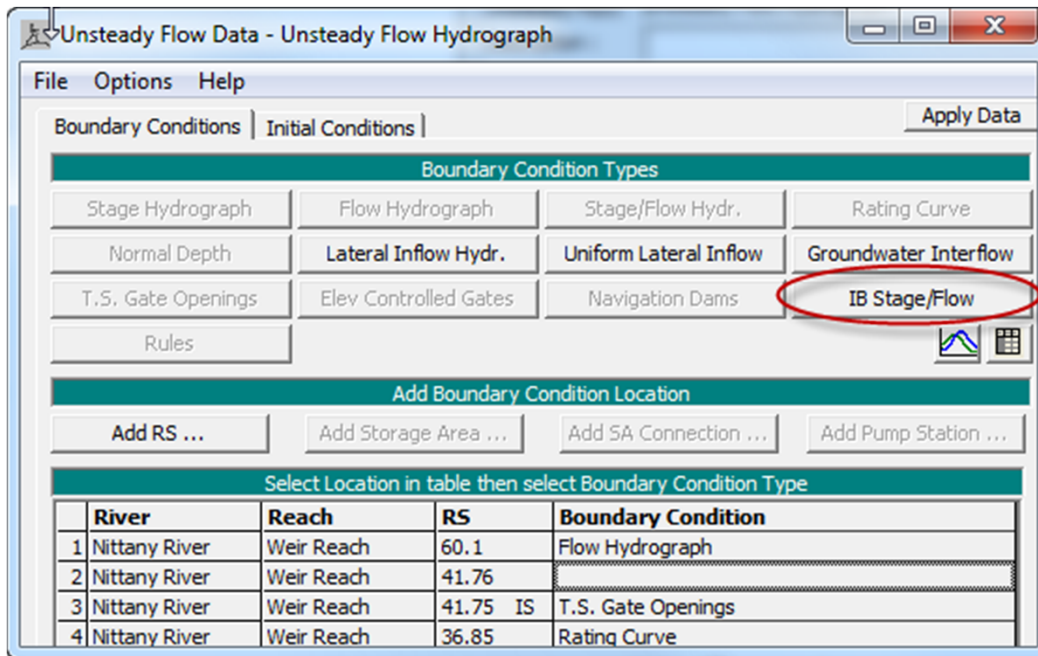 Unsteady Flow Data - Unsteady Flow Hydrograph
File Options Help
Boundary Conditions Initial Conditions Apply Data
Boundary Condition Types
Stage Hydrograph Flow Hydrograph Stage/Flow Hydr. Rating Curve
Normal Depth Lateral Inflow Hydr. Uniform Lateral Inflow Groundwater Interflow
T.S. Gate Openings Elev Controlled Gates Navigation Dams IB Stage/Flow
Rules
Add Boundary Condition Location
Add RS ... Add Storage Area ... Add SA Connection ... Add Pump Station ...
Select Location in table then select Boundary Condition Type
River Reach RS Boundary Condition
1 Nittany River Weir Reach 60.1 Flow Hydrograph
2 Nittany River Weir Reach 41.76
3 Nittany River Weir Reach 41.75 IS T.S. Gate Openings
4 Nittany River Weir Reach 36.85 Rating Curve